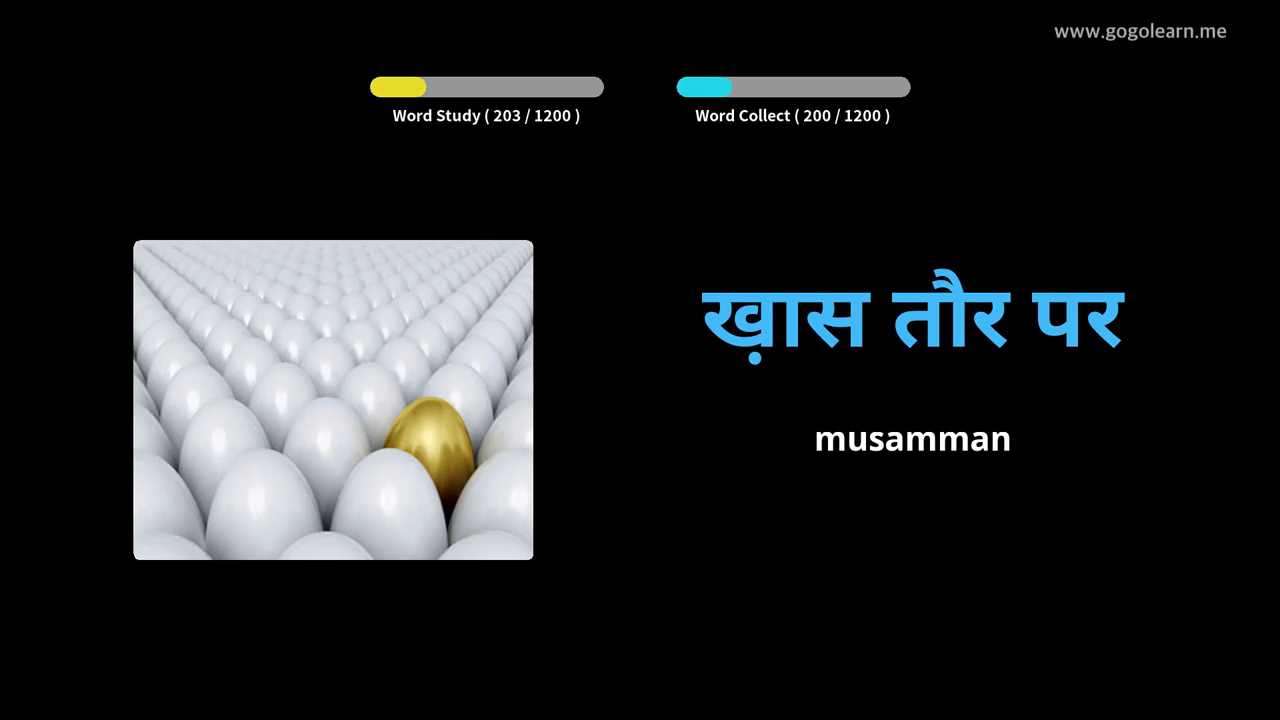 www.gogolearn.me
Word Study ( 203 / 1200 )
Word Collect ( 200 / 1200 )
ख़ास तौर पर
musamman